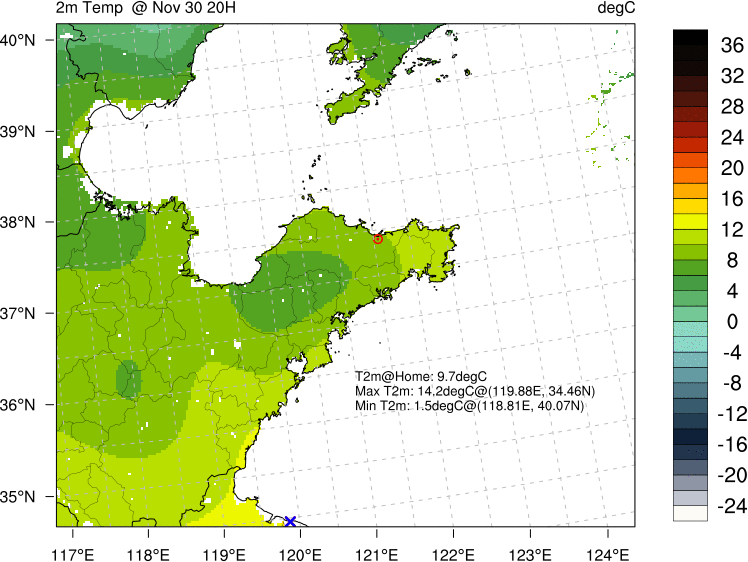 2m Temp @ Nov 30 20H degC
40°N
39°N
38°N
37°N
36°N
35°N
T2m@Home: 9.7degC
Max T2m: 14.2degC@(119.88E, 34.46N)
Min T2m: 1.5degC@(118.81E, 40.07N)
117°E 118°E 119°E 120°E 121°E 122°E 123°E 124°E
36
32
28
24
20
16
12
8
4
0
-4
-8
-12
-16
-20
-24